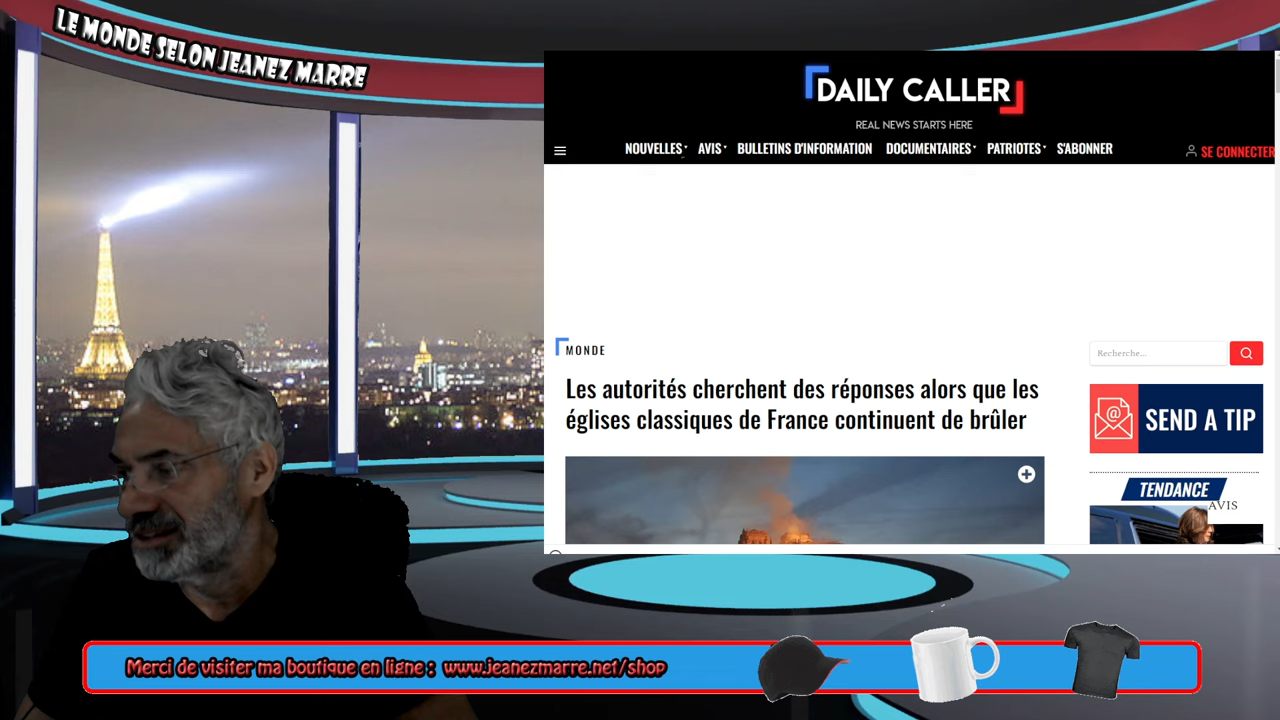 LE MONDE SELON JEANEZ MARRE
DAILY CALLER
REAL NEWS STARTS HERE
NOUVELLES AVIS BULLETINS D'INFORMATION DOCUMENTAIRES PATRIOTES S'ABONNER SE CONNECTER
MONDE
Recherche...
Les autorités cherchent des réponses alors que les
églises classiques de France continuent de brûler
SEND A TIP
TENDANCE
AVIS
Merci de visiter ma boutique en ligne : www.jeanezmarre.net/shop